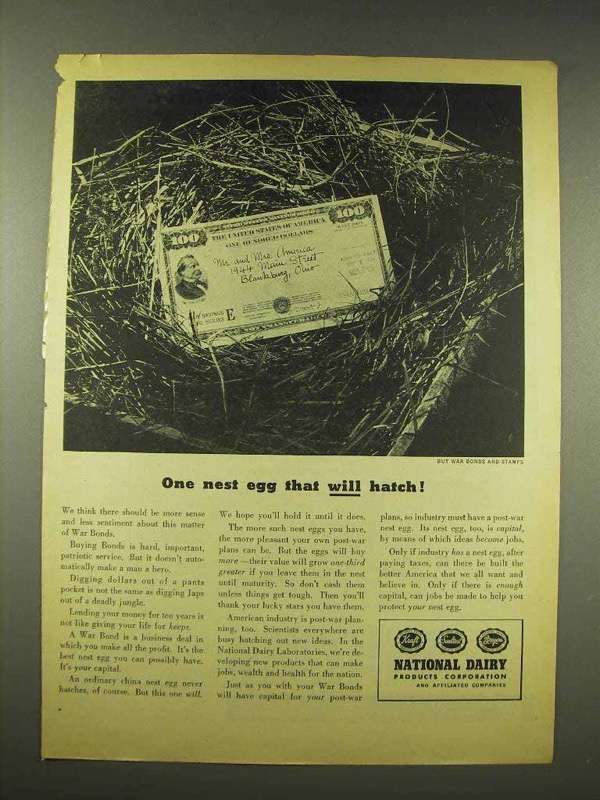 100
100
THE UNITED STATES OF AMERICA
ONE HUNDRED DOLLARS
Mr. and Mrs. America
1944 Main Street
Blankburg, Ohio
SERIES E
BUY WAR BONDS AND STAMPS
One nest egg that will hatch!
We think there should be more sense
and less sentiment about this matter
of War Bonds.
Buying Bonds is hard, important,
patriotic service. But it doesn't auto-
matically make a man a hero.
Digging dollars out of a pants
pocket is not the same as digging Japs
out of a deadly jungle.
Lending your money for ten years is
not like giving your life for keeps.
A War Bond is a business deal in
which you make all the profit. It's the
best nest egg you can possibly have.
It's your capital.
An ordinary china nest egg never
hatches, of course. But this one will.
We hope you'll hold it until it does.
The more such nest eggs you have,
the more pleasant your own post-war
plans can be. But the eggs will buy
more—their value will grow one-third
greater if you leave them in the nest
until maturity. So don't cash them
unless things get tough. Then you'll
thank your lucky stars you have them.
American industry is post-war plan-
ning, too. Scientists everywhere are
busy hatching out new ideas. In the
National Dairy Laboratories, we're de-
veloping new products that can make
jobs, wealth and health for the nation.
Just as you with your War Bonds
will have capital for your post-war
plans, so industry must have a post-war
nest egg. Its nest egg, too, is capital,
by means of which ideas become jobs.
Only if industry has a nest egg, after
paying taxes, can there be built the
better America that we all want and
believe in. Only if there is enough
capital, can jobs be made to help you
protect your nest egg.
Kraft Sealtest Breyers
NATIONAL DAIRY
PRODUCTS CORPORATION
AND AFFILIATED COMPANIES